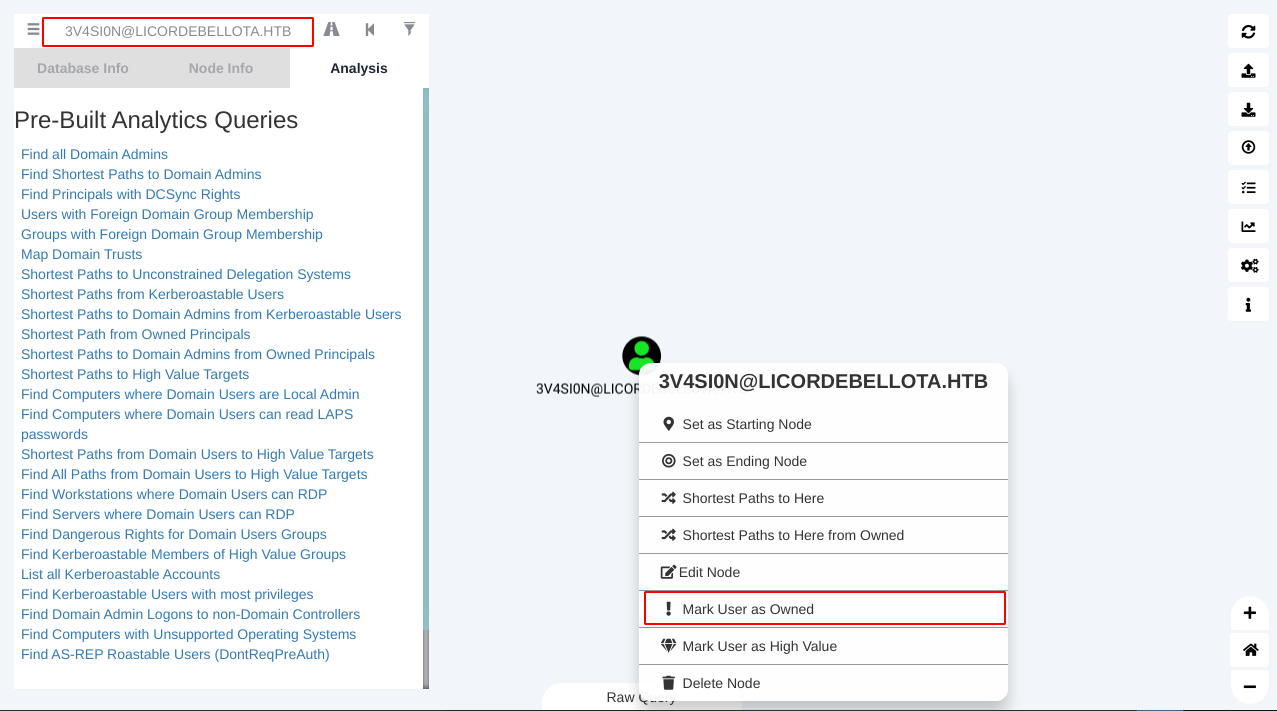 3V4SI0N@LICORDEBELLOTA.HTB
Database Info
Node Info
Analysis
Pre-Built Analytics Queries
Find all Domain Admins
Find Shortest Paths to Domain Admins
Find Principals with DCSync Rights
Users with Foreign Domain Group Membership
Groups with Foreign Domain Group Membership
Map Domain Trusts
Shortest Paths to Unconstrained Delegation Systems
Shortest Paths from Kerberoastable Users
Shortest Paths to Domain Admins from Kerberoastable Users
Shortest Path from Owned Principals
Shortest Paths to Domain Admins from Owned Principals
Shortest Paths to High Value Targets
Find Computers where Domain Users are Local Admin
Find Computers where Domain Users can read LAPS
passwords
Shortest Paths from Domain Users to High Value Targets
Find All Paths from Domain Users to High Value Targets
Find Workstations where Domain Users can RDP
Find Servers where Domain Users can RDP
Find Dangerous Rights for Domain Users Groups
Find Kerberoastable Members of High Value Groups
List all Kerberoastable Accounts
Find Kerberoastable Users with most privileges
Find Domain Admin Logons to non-Domain Controllers
Find Computers with Unsupported Operating Systems
Find AS-REP Roastable Users (DontReqPreAuth)
3V4SI0N@LICOR
3V4SI0N@LICORDEBELLOTA.HTB
Set as Starting Node
Set as Ending Node
Shortest Paths to Here
Shortest Paths to Here from Owned
Edit Node
Mark User as Owned
Mark User as High Value
Delete Node
Raw Query